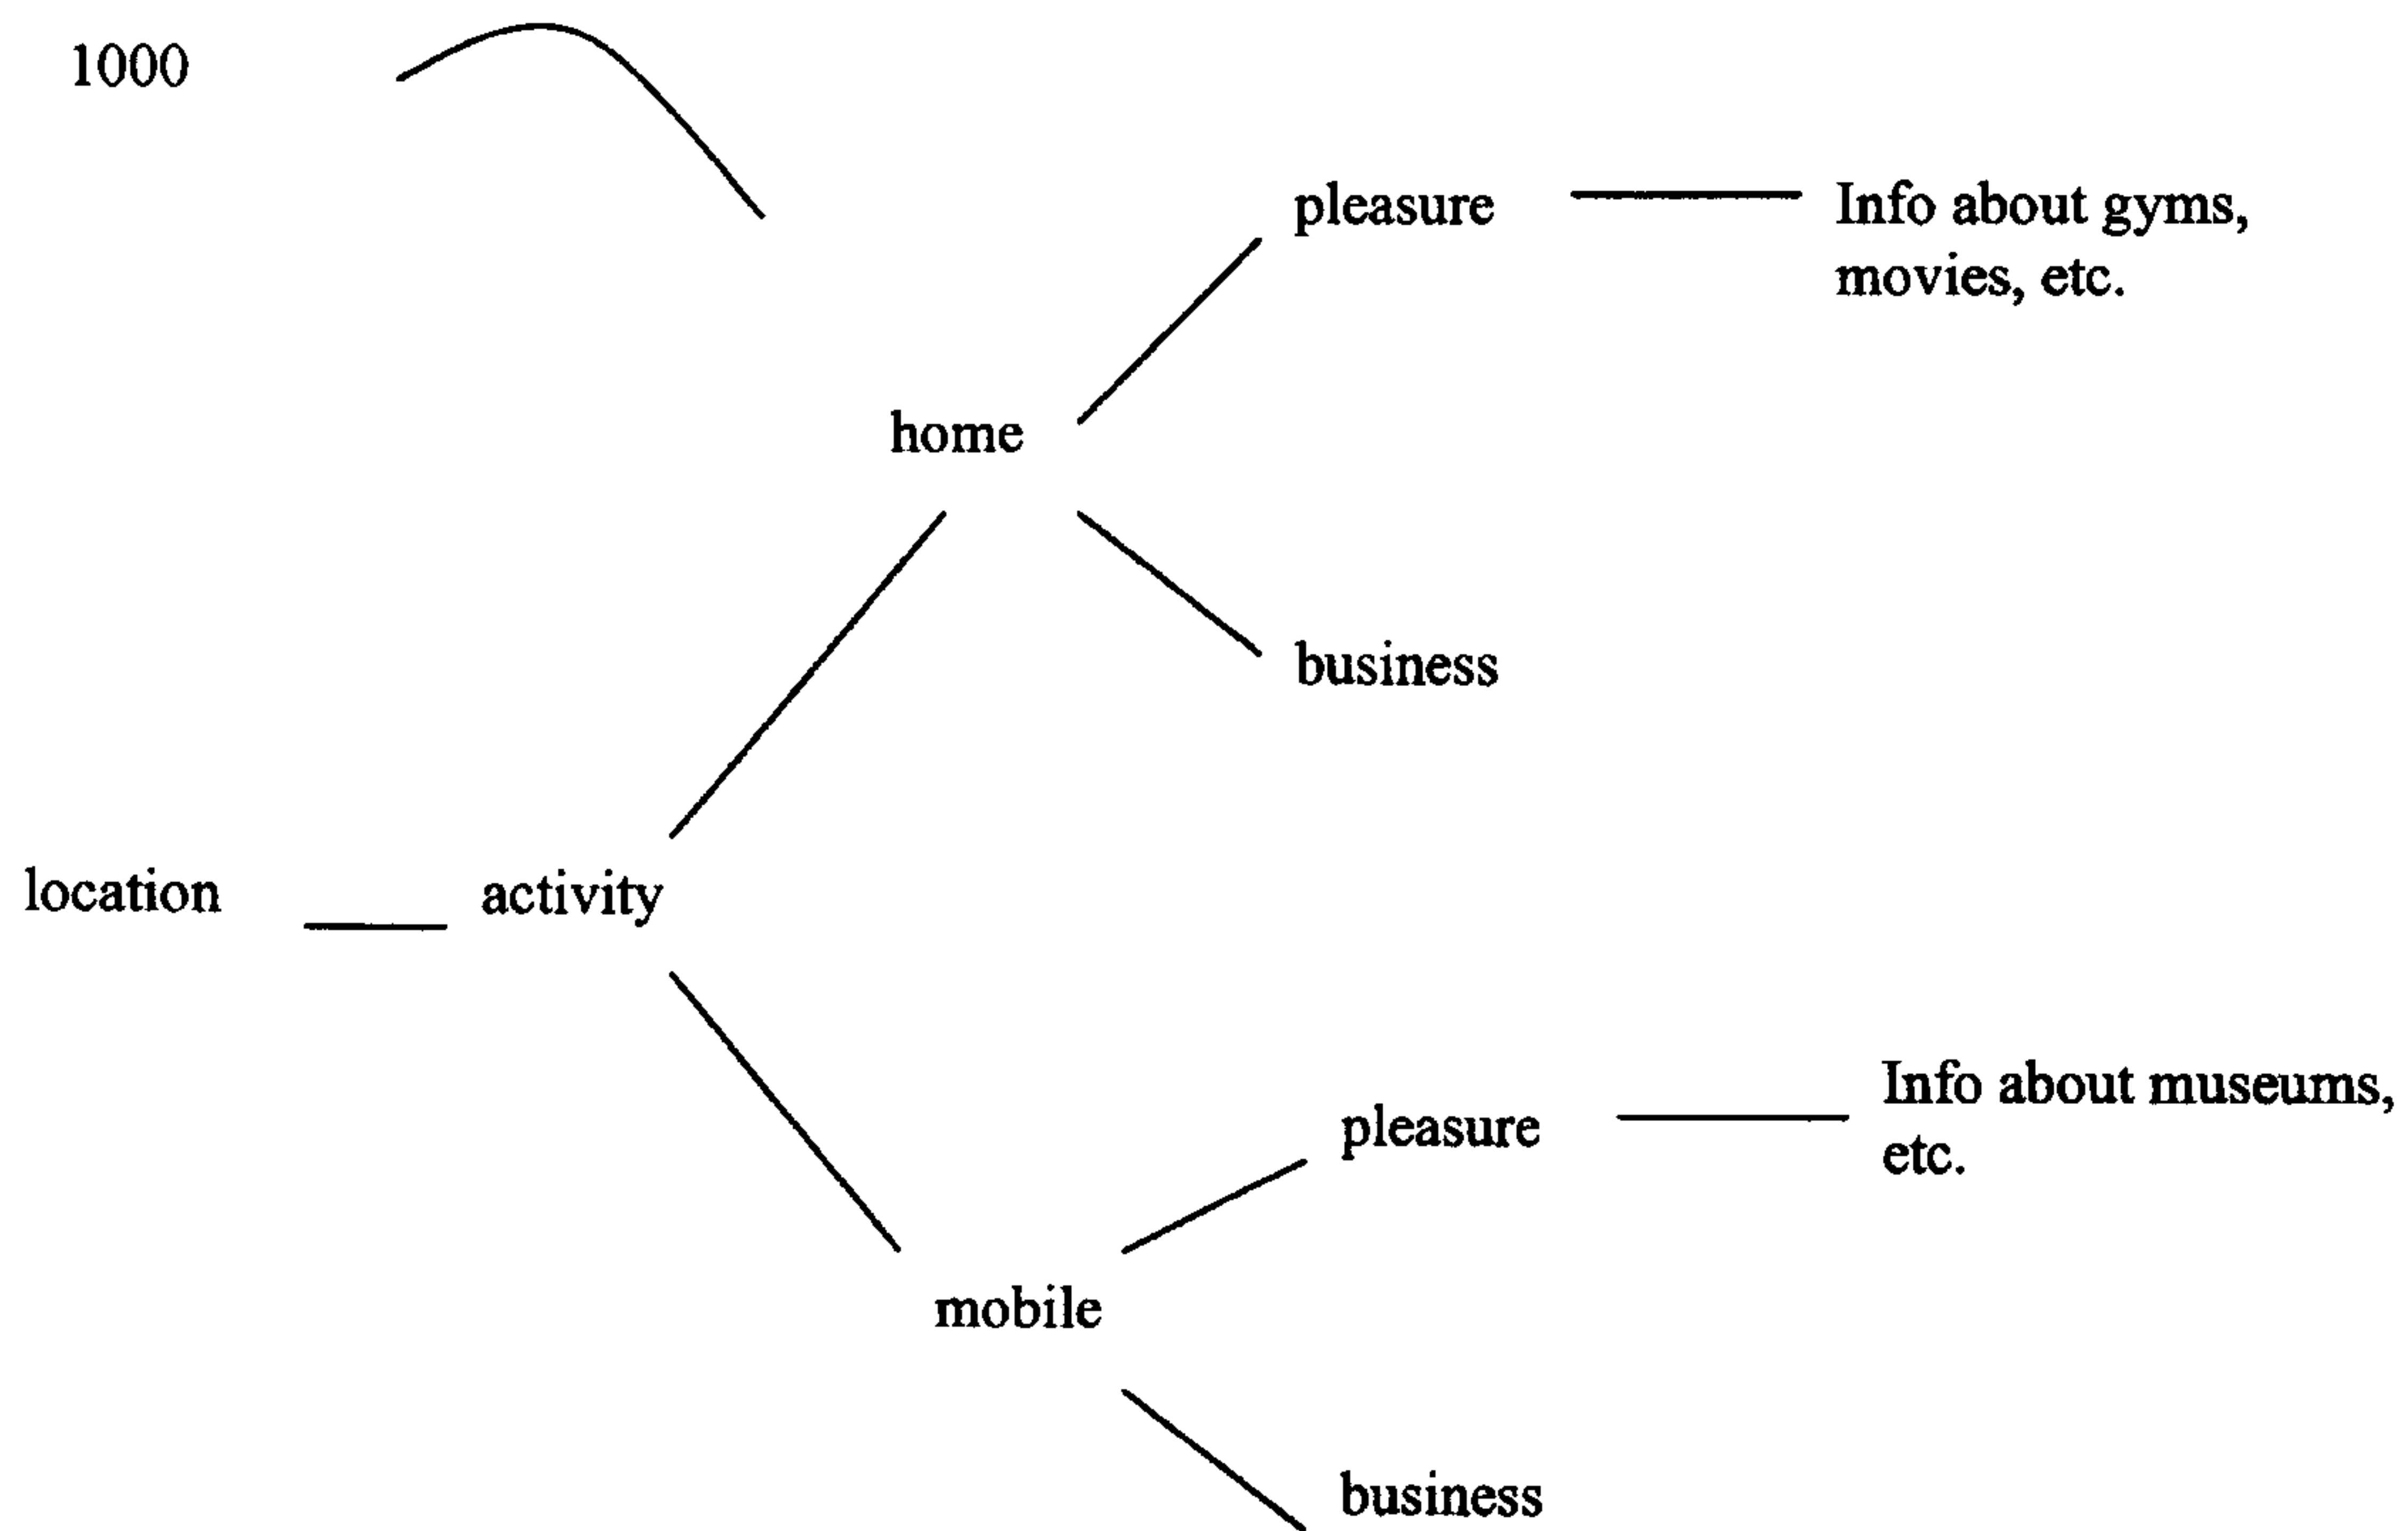 1000
pleasure
Info about gyms,
movies, etc.
home
business
location
activity
Info about museums,
etc.
pleasure
mobile
business